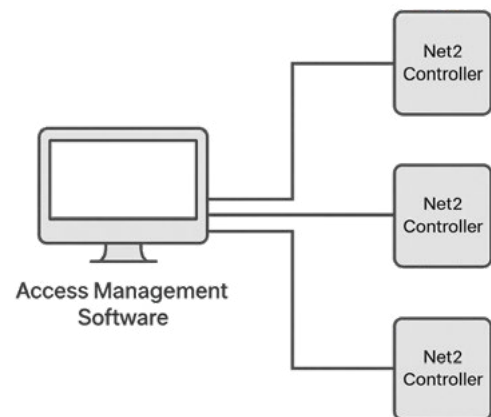 Net2
Controller
Net2
Controller
Access Management
Software
Net2
Controller